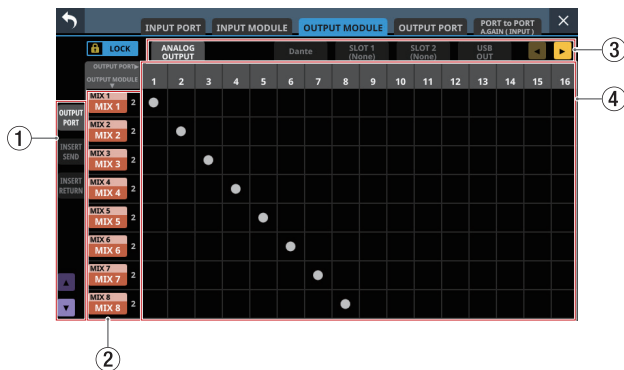 INPUT PORT INPUT MODULE OUTPUT MODULE OUTPUT PORT PORT to PORT
A.GAIN ( INPUT )
LOCK
ANALOG OUTPUT Dante SLOT 1 (None) SLOT 2 (None) USB OUT
3
OUTPUT PORT▶
OUTPUT MODULE
▼
1 2 3 4 5 6 7 8 9 10 11 12 13 14 15 16
4
1
OUTPUT PORT
INSERT SEND
INSERT RETURN
MIX 1
MIX 1 2
MIX 2
MIX 2 2
MIX 3
MIX 3 2
MIX 4
MIX 4 2
MIX 5
MIX 5 2
MIX 6
MIX 6 2
MIX 7
MIX 7 2
MIX 8
MIX 8 2
2